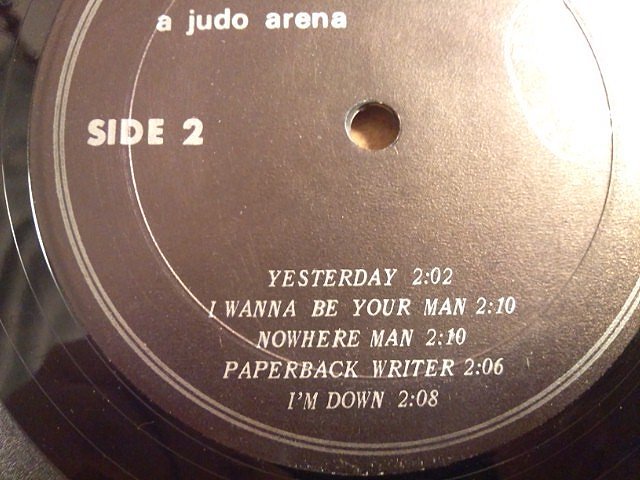 a judo arena
SIDE 2
YESTERDAY 2:02
I WANNA BE YOUR MAN 2:10
NOWHERE MAN 2:10
PAPERBACK WRITER 2:06
I'M DOWN 2:08